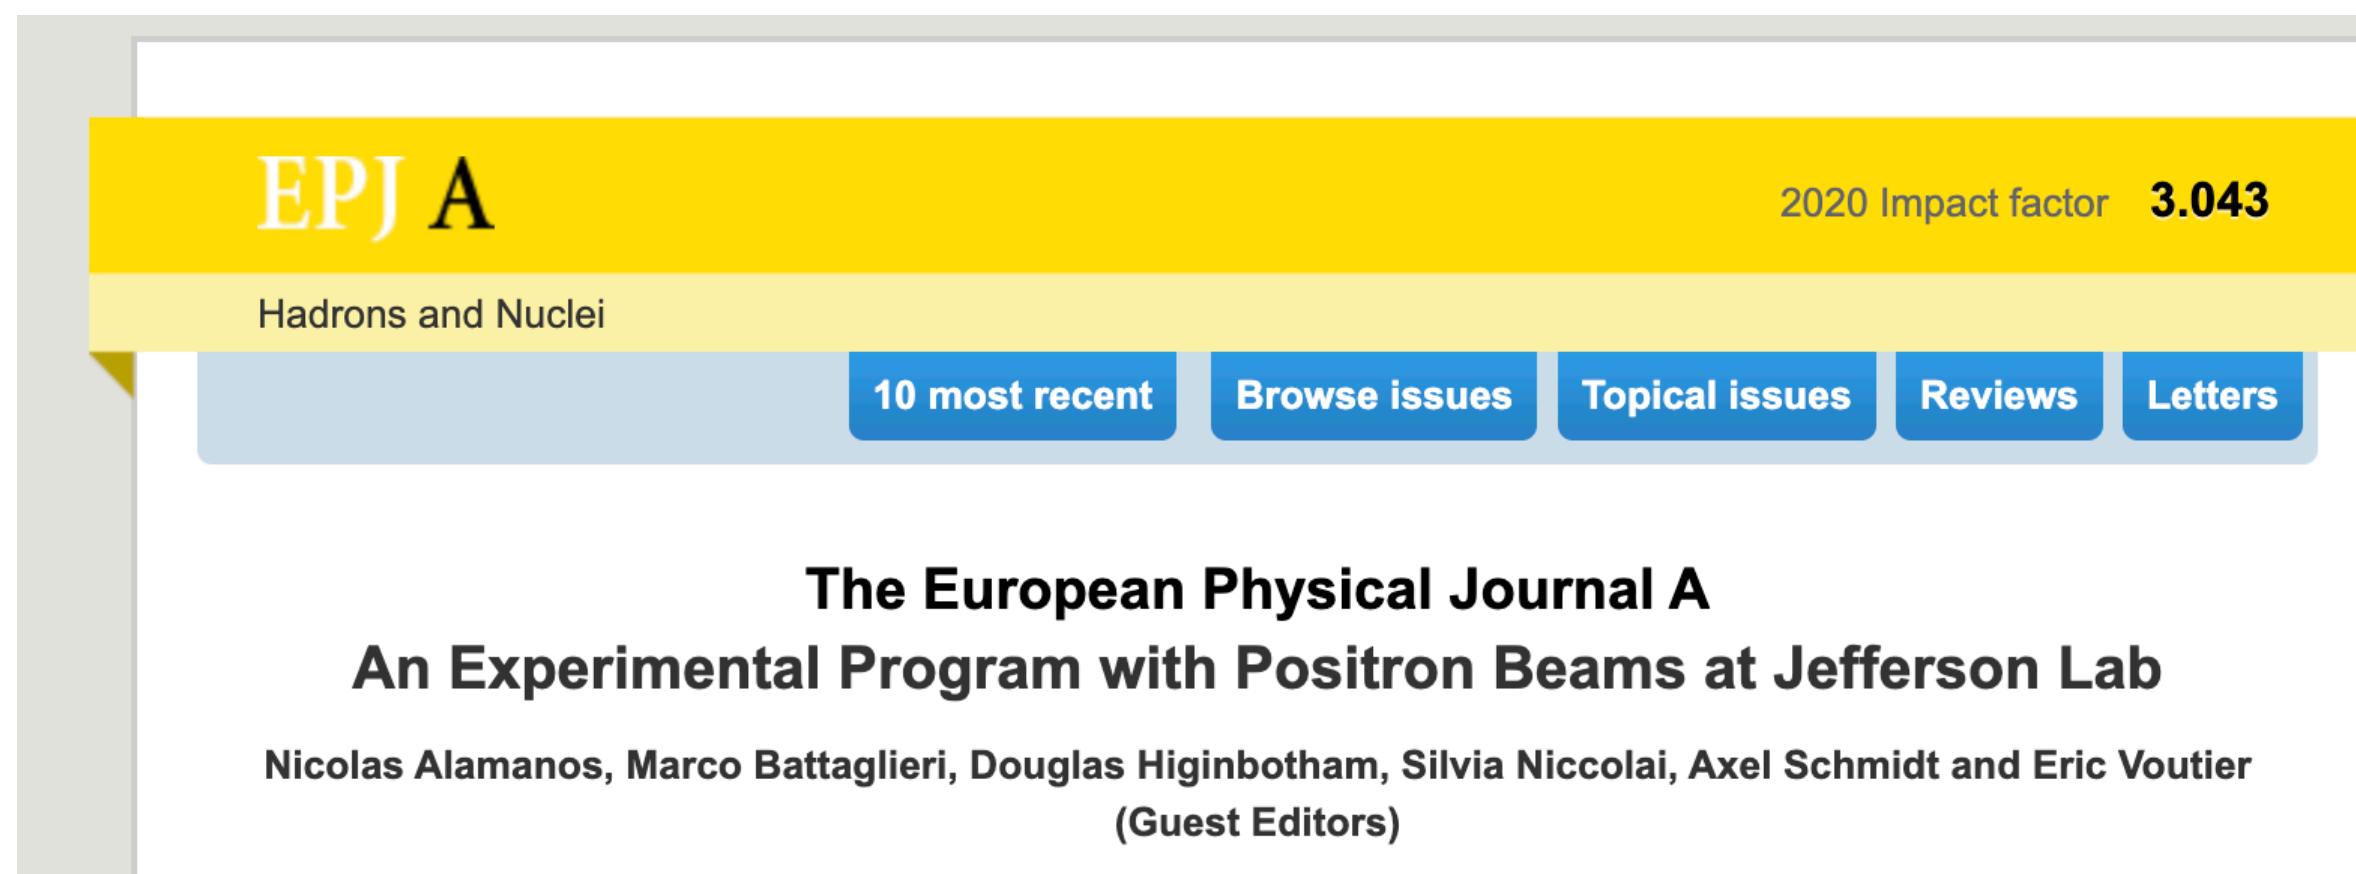 EPJ A
2020 Impact factor 3.043
Hadrons and Nuclei
10 most recent Browse issues Topical issues Reviews Letters
The European Physical Journal A
An Experimental Program with Positron Beams at Jefferson Lab
Nicolas Alamanos, Marco Battaglieri, Douglas Higinbotham, Silvia Niccolai, Axel Schmidt and Eric Voutier
(Guest Editors)